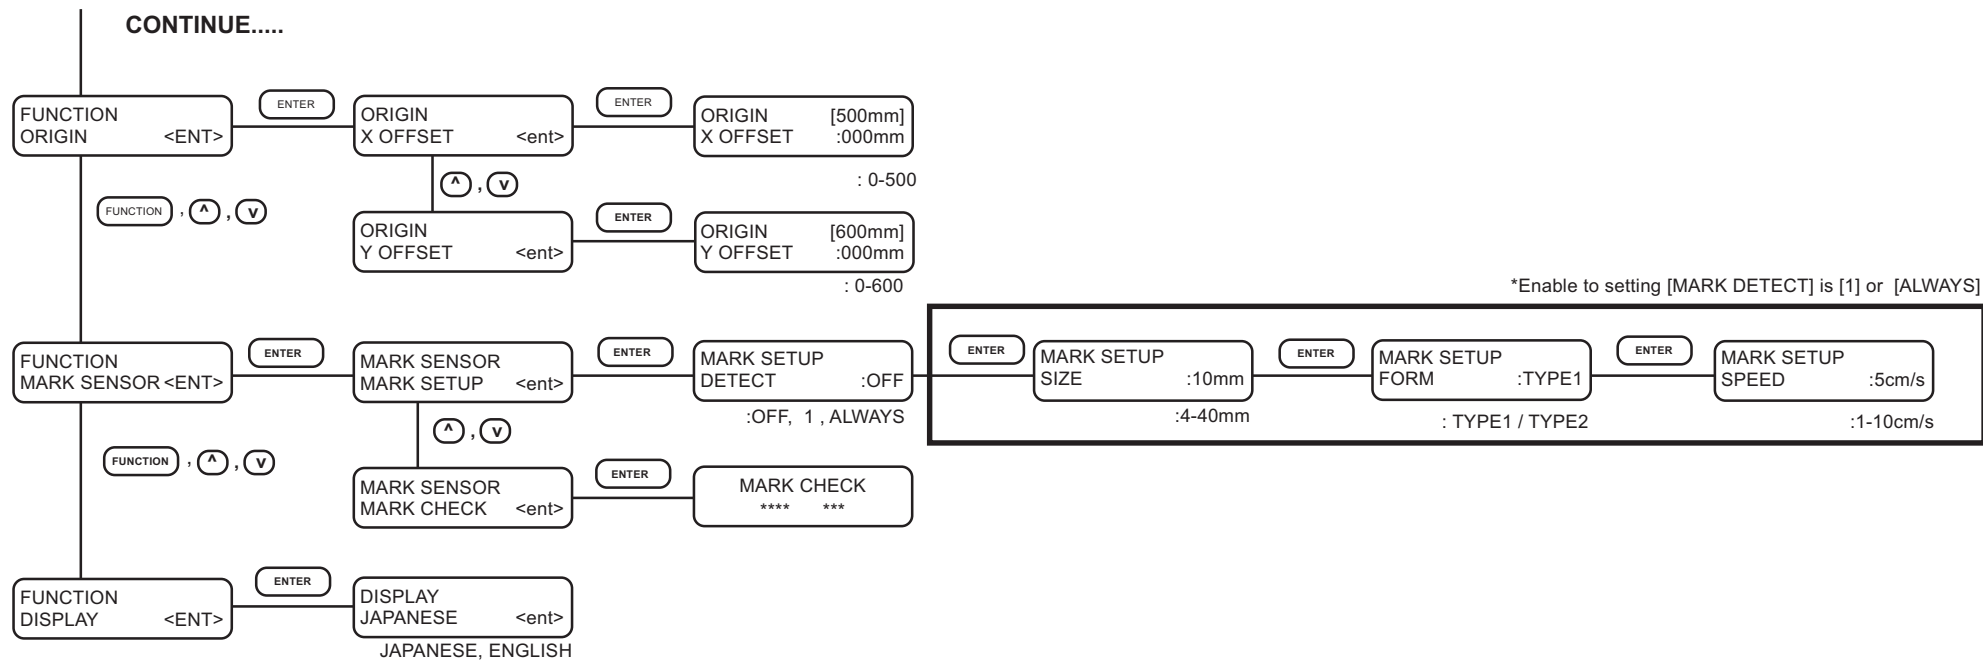 CONTINUE.....
FUNCTION
ORIGIN <ENT>
ENTER
ORIGIN
X OFFSET <ent>
ENTER
ORIGIN [500mm]
X OFFSET :000mm
: 0-500
^ , v
FUNCTION , ^ , v
ORIGIN
Y OFFSET <ent>
ENTER
ORIGIN [600mm]
Y OFFSET :000mm
: 0-600
*Enable to setting [MARK DETECT] is [1] or [ALWAYS]
FUNCTION
MARK SENSOR <ENT>
ENTER
MARK SENSOR
MARK SETUP <ent>
ENTER
MARK SETUP
DETECT :OFF
:OFF, 1 , ALWAYS
ENTER
MARK SETUP
SIZE :10mm
:4-40mm
ENTER
MARK SETUP
FORM :TYPE1
: TYPE1 / TYPE2
ENTER
MARK SETUP
SPEED :5cm/s
:1-10cm/s
^ , v
FUNCTION , ^ , v
MARK SENSOR
MARK CHECK <ent>
ENTER
MARK CHECK
**** ***
FUNCTION
DISPLAY <ENT>
ENTER
DISPLAY
JAPANESE <ent>
JAPANESE, ENGLISH